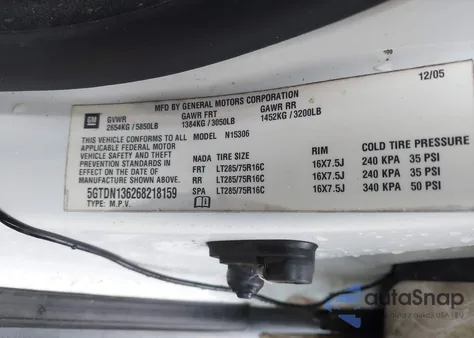 12/05
MFD BY GENERAL MOTORS CORPORATION
GM GVWR GAWR FRT GAWR RR
2654KG / 5850LB 1384KG / 3050LB 1452KG / 3200LB
THIS VEHICLE CONFORMS TO ALL MODEL N15306
APPLICABLE FEDERAL MOTOR
VEHICLE SAFETY, BUMPER, AND THEFT
PREVENTION STANDARDS IN
EFFECT ON THE DATE OF
MANUFACTURE SHOWN ABOVE.
5GTDN136268218159
TYPE: M.P.V.
NADA TIRE SIZE RIM COLD TIRE PRESSURE
FRT LT285/75R16C 16X7.5J 240 KPA 35 PSI
RR LT285/75R16C 16X7.5J 240 KPA 35 PSI
SPA LT285/75R16C 16X7.5J 340 KPA 50 PSI
autoSnap